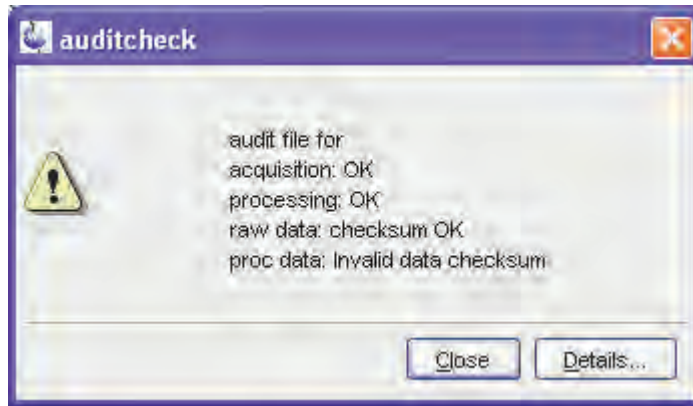 auditcheck
audit file for
acquisition: OK
processing: OK
raw data: checksum OK
proc data: Invalid data checksum
Close
Details...